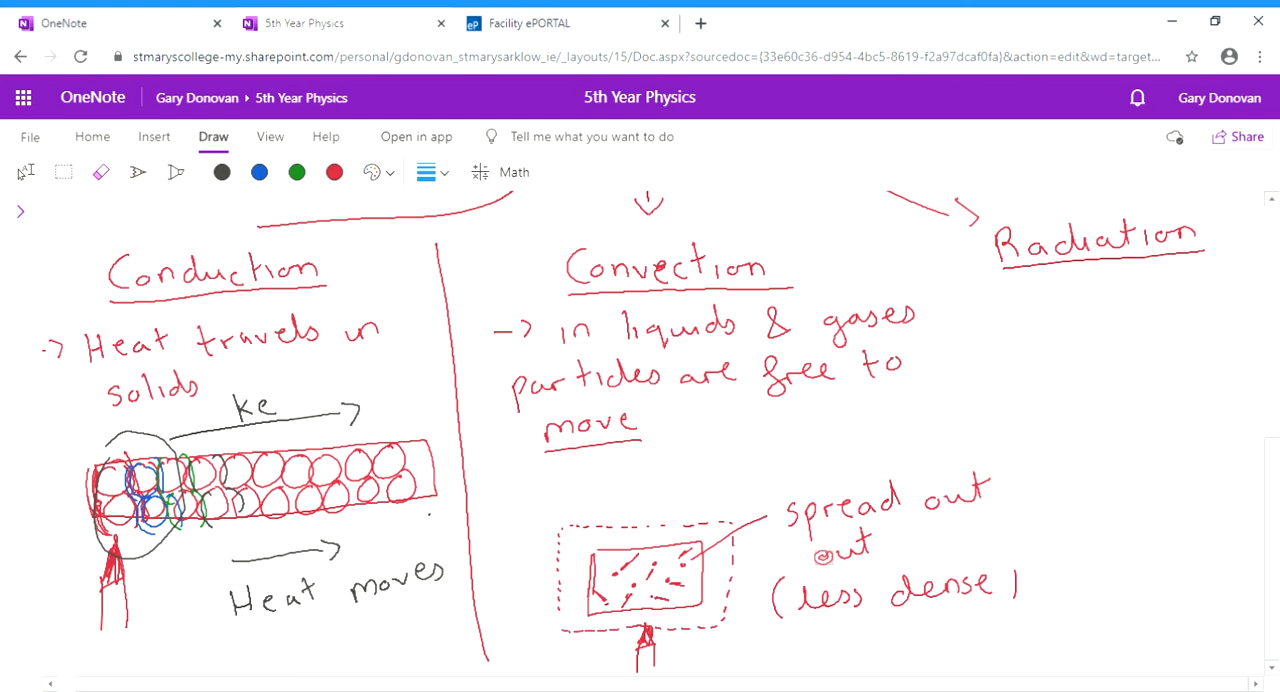 OneNote
5th Year Physics
eP
Facility ePORTAL
stmaryscollege-my.sharepoint.com/personal/gdonovan_stmarysarklow_ie/_layouts/15/Doc.aspx?sourcedoc={33e60c36-d954-4bc5-8619-f2a97dcaf0fa}&action=edit&wd=target...
OneNote
Gary Donovan › 5th Year Physics
5th Year Physics
Gary Donovan
File
Home
Insert
Draw
View
Help
Open in app
Tell me what you want to do
Share
Math
Conduction
-> Heat travels in
solids
ke
Heat moves
Convection
-> in liquids & gases
particles are free to
move
spread out
out
(less dense)
Radiation